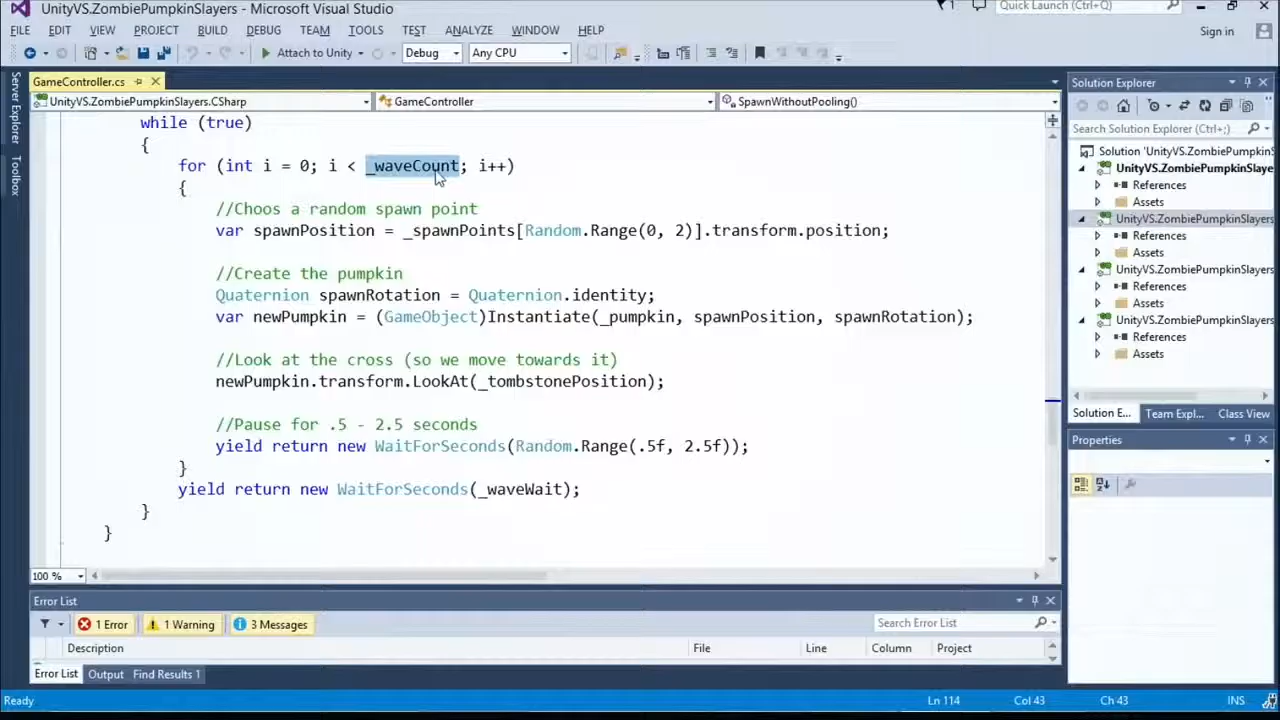 UnityVS.ZombiePumpkinSlayers - Microsoft Visual Studio
Quick Launch (Ctrl+Q)
FILE EDIT VIEW PROJECT BUILD DEBUG TEAM TOOLS TEST ANALYZE WINDOW HELP
Sign in
Attach to Unity Debug Any CPU
Server Explorer
Toolbox
GameController.cs
UnityVS.ZombiePumpkinSlayers.CSharp GameController SpawnWithoutPooling()
while (true)
{
for (int i = 0; i < _waveCount; i++)
{
//Choos a random spawn point
var spawnPosition = _spawnPoints[Random.Range(0, 2)].transform.position;
//Create the pumpkin
Quaternion spawnRotation = Quaternion.identity;
var newPumpkin = (GameObject)Instantiate(_pumpkin, spawnPosition, spawnRotation);
//Look at the cross (so we move towards it)
newPumpkin.transform.LookAt(_tombstonePosition);
//Pause for .5 - 2.5 seconds
yield return new WaitForSeconds(Random.Range(.5f, 2.5f));
}
yield return new WaitForSeconds(_waveWait);
}
}
100 %
Solution Explorer
Search Solution Explorer (Ctrl+;)
Solution 'UnityVS.ZombiePumpkinS
UnityVS.ZombiePumpkinSlaye
References
Assets
UnityVS.ZombiePumpkinSlayers
References
Assets
UnityVS.ZombiePumpkinSlayers
References
Assets
UnityVS.ZombiePumpkinSlayers
References
Assets
Solution E... Team Expl... Class View
Properties
Error List
1 Error 1 Warning 3 Messages
Search Error List
Description File Line Column Project
Error List Output Find Results 1
Ready Ln 114 Col 43 Ch 43 INS